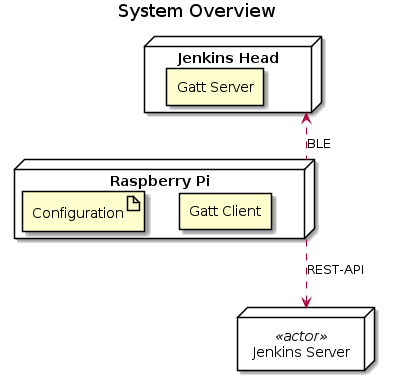 System Overview
Jenkins Head
Gatt Server
BLE
Raspberry Pi
Configuration
Gatt Client
REST-API
«actor»
Jenkins Server